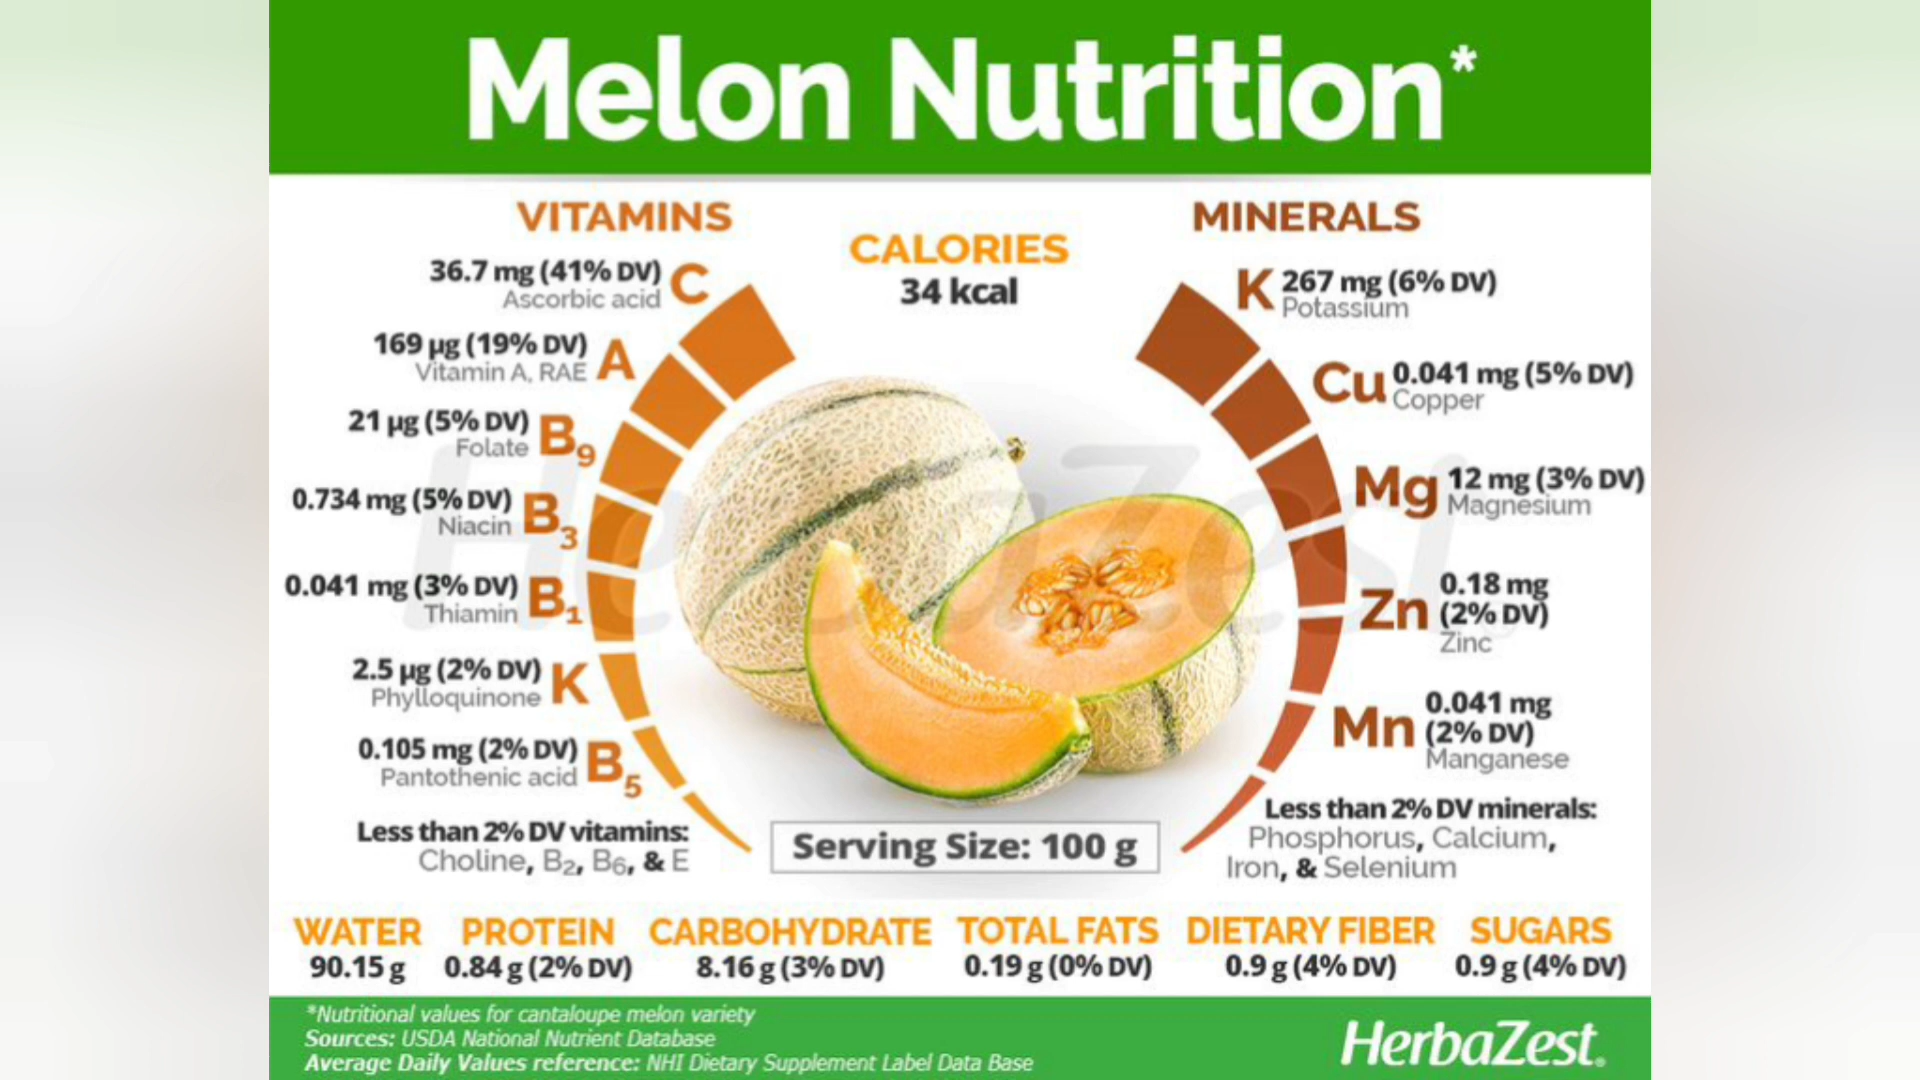 Melon Nutrition*
VITAMINS
36.7 mg (41% DV) C
Ascorbic acid
169 µg (19% DV) A
Vitamin A, RAE
21 µg (5% DV) B9
Folate
0.734 mg (5% DV) B3
Niacin
0.041 mg (3% DV) B1
Thiamin
2.5 µg (2% DV) K
Phylloquinone
0.105 mg (2% DV) B5
Pantothenic acid
Less than 2% DV vitamins:
Choline, B2, B6, & E
CALORIES
34 kcal
MINERALS
K 267 mg (6% DV)
Potassium
Cu 0.041 mg (5% DV)
Copper
Mg 12 mg (3% DV)
Magnesium
Zn 0.18 mg
(2% DV)
Zinc
Mn 0.041 mg
(2% DV)
Manganese
Less than 2% DV minerals:
Phosphorus, Calcium,
Iron, & Selenium
HerbaZest
Serving Size: 100 g
WATER PROTEIN CARBOHYDRATE TOTAL FATS DIETARY FIBER SUGARS
90.15 g 0.84 g (2% DV) 8.16 g (3% DV) 0.19 g (0% DV) 0.9 g (4% DV) 0.9 g (4% DV)
*Nutritional values for cantaloupe melon variety
Sources: USDA National Nutrient Database
Average Daily Values reference: NHI Dietary Supplement Label Data Base
HerbaZest®